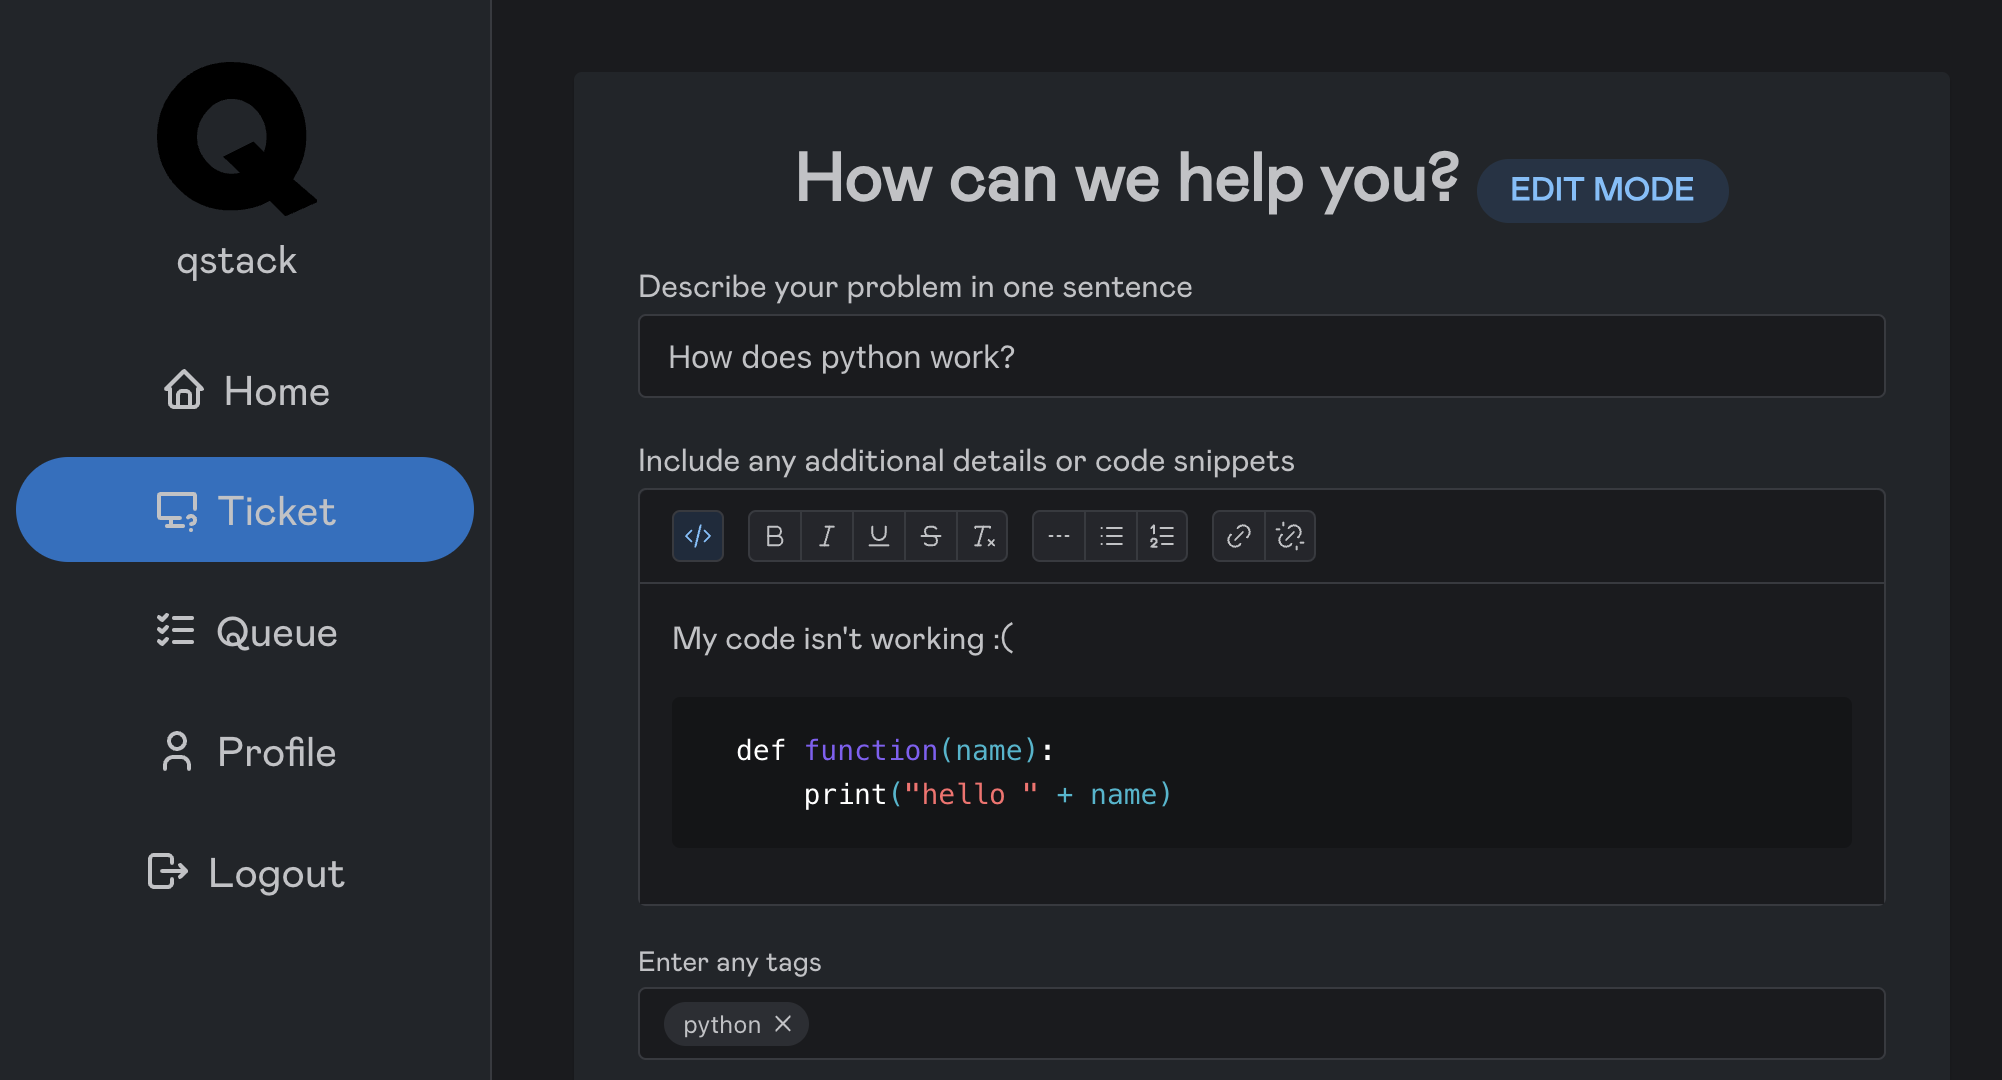 qstack
Home
Ticket
Queue
Profile
Logout
How can we help you? EDIT MODE
Describe your problem in one sentence
How does python work?
Include any additional details or code snippets
My code isn't working :(
def function(name):
    print("hello " + name)
Enter any tags
python